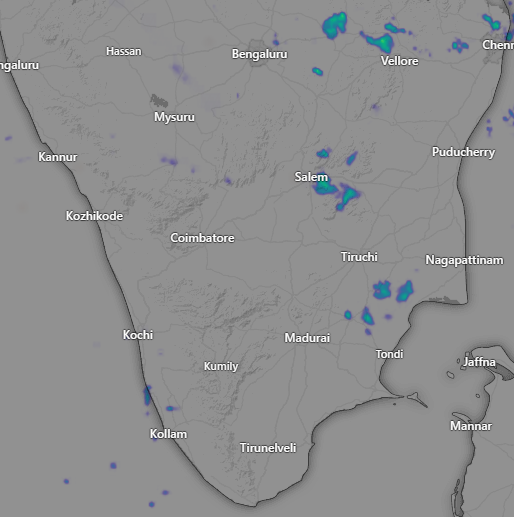 Hassan
Bengaluru
Chenn
ngaluru
Vellore
Mysuru
Kannur
Puducherry
Salem
Kozhikode
Coimbatore
Tiruchi
Nagapattinam
Kochi
Madurai
Tondi
Kumily
Jaffna
Kollam
Mannar
Tirunelveli